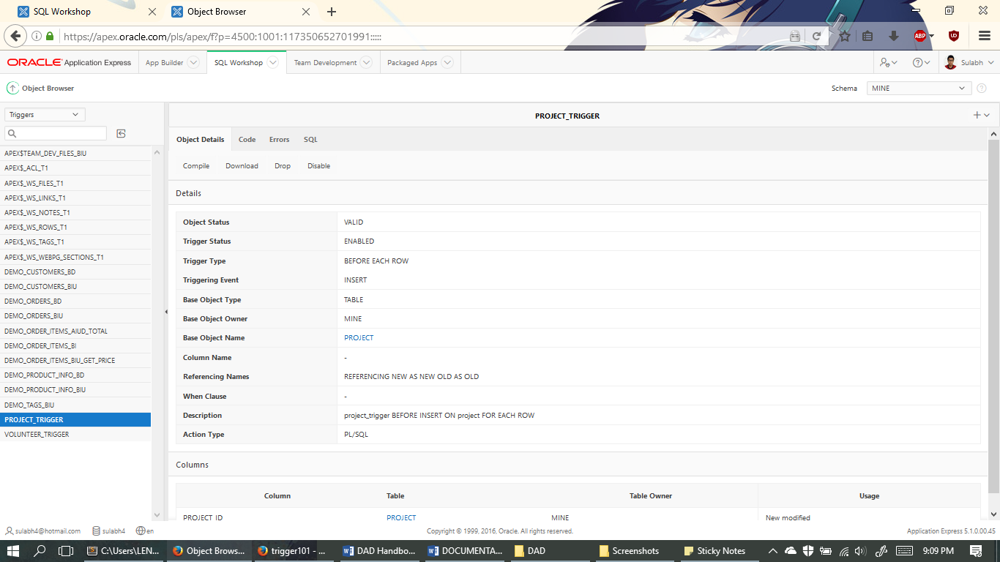 SQL Workshop
Object Browser
https://apex.oracle.com/pls/apex/f?p=4500:1001:117350652701991:::::
ABP
ORACLE Application Express
App Builder
SQL Workshop
Team Development
Packaged Apps
Sulabh
Object Browser
Schema
MINE
Triggers
APEX$TEAM_DEV_FILES_BIU
APEX$_ACL_T1
APEX$_WS_FILES_T1
APEX$_WS_LINKS_T1
APEX$_WS_NOTES_T1
APEX$_WS_ROWS_T1
APEX$_WS_TAGS_T1
APEX$_WS_WEBPG_SECTIONS_T1
DEMO_CUSTOMERS_BD
DEMO_CUSTOMERS_BIU
DEMO_ORDERS_BD
DEMO_ORDERS_BIU
DEMO_ORDER_ITEMS_AIUD_TOTAL
DEMO_ORDER_ITEMS_BI
DEMO_ORDER_ITEMS_BIU_GET_PRICE
DEMO_PRODUCT_INFO_BD
DEMO_PRODUCT_INFO_BIU
DEMO_TAGS_BIU
PROJECT_TRIGGER
VOLUNTEER_TRIGGER
PROJECT_TRIGGER
Object Details Code Errors SQL
Compile Download Drop Disable
Details
Object Status VALID
Trigger Status ENABLED
Trigger Type BEFORE EACH ROW
Triggering Event INSERT
Base Object Type TABLE
Base Object Owner MINE
Base Object Name PROJECT
Column Name -
Referencing Names REFERENCING NEW AS NEW OLD AS OLD
When Clause -
Description project_trigger BEFORE INSERT ON project FOR EACH ROW
Action Type PL/SQL
Columns
Column Table Table Owner Usage
PROJECT_ID PROJECT MINE New modified
sulabh4@hotmail.com sulabh4 en
Copyright © 1999, 2016, Oracle. All rights reserved.
Application Express 5.1.0.00.45
C:\Users\LEN...
Object Brows...
trigger101 - ...
DAD Handbo...
DOCUMENTA...
DAD
Screenshots
Sticky Notes
9:09 PM